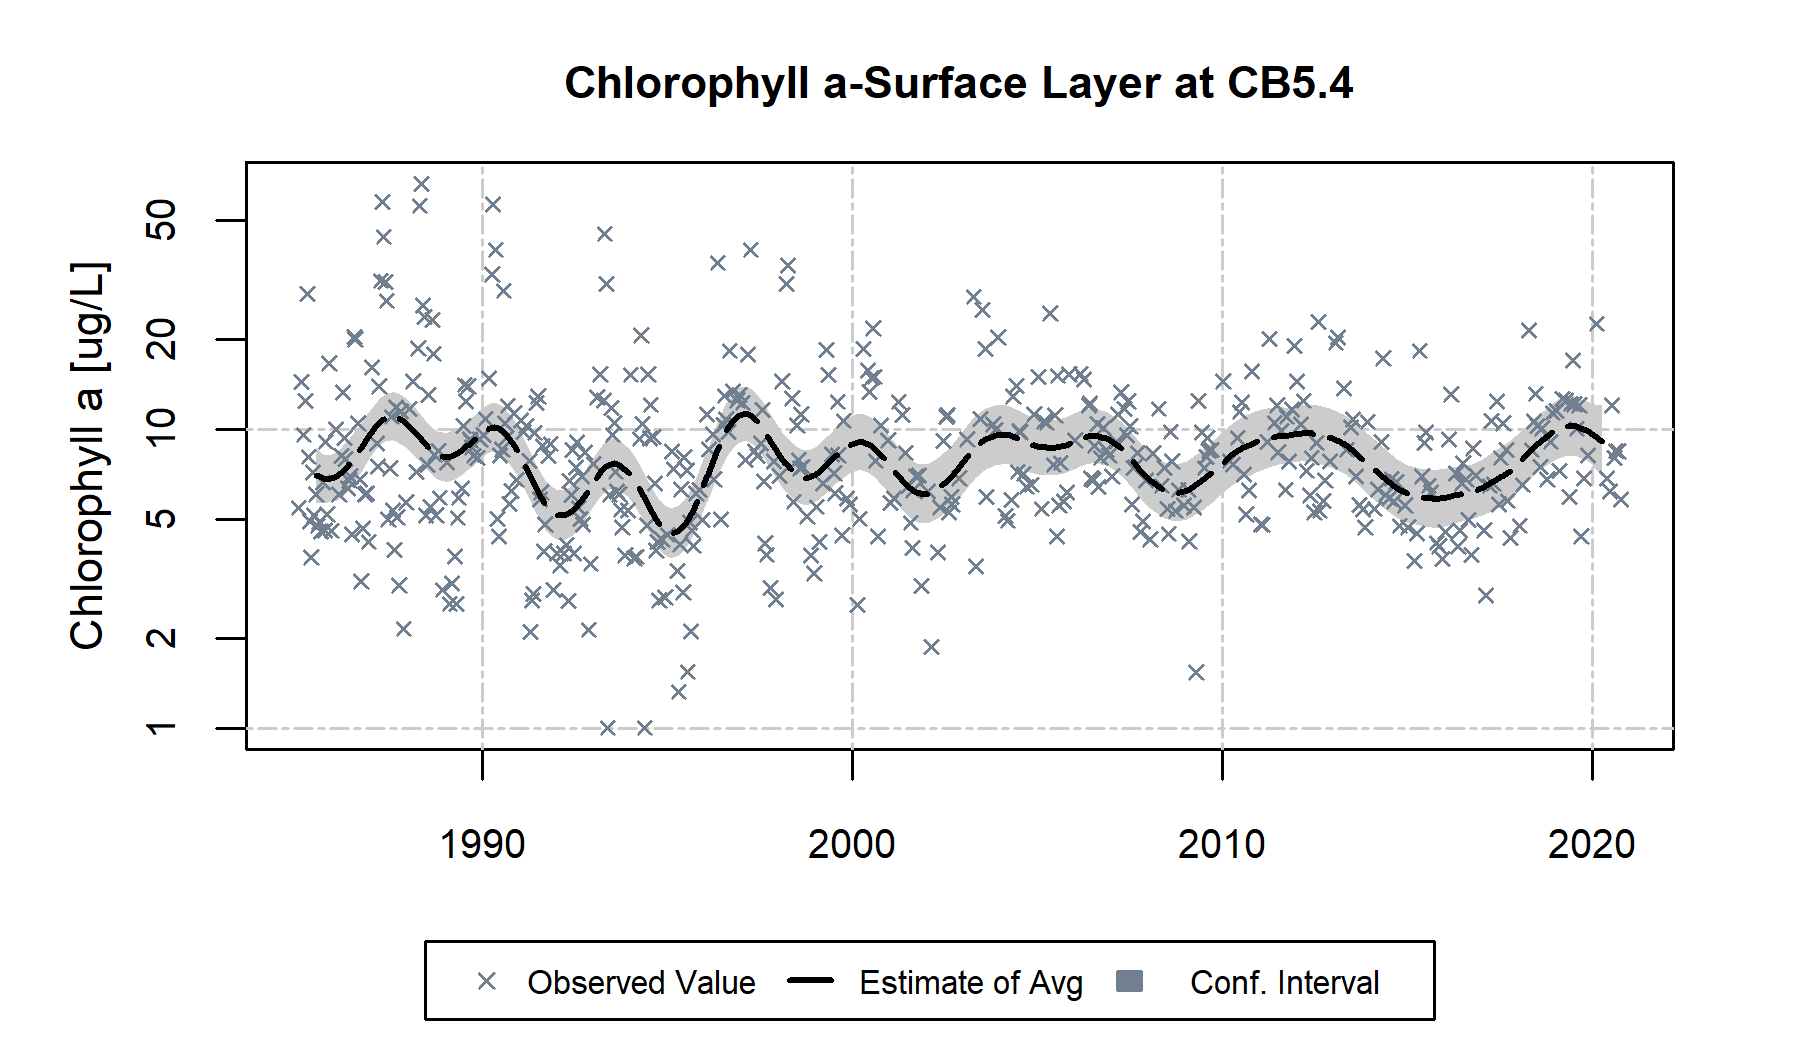 Chlorophyll a-Surface Layer at CB5.4
Chlorophyll a [ug/L]
50
20
10
5
2
1
1990 2000 2010 2020
Observed Value Estimate of Avg Conf. Interval